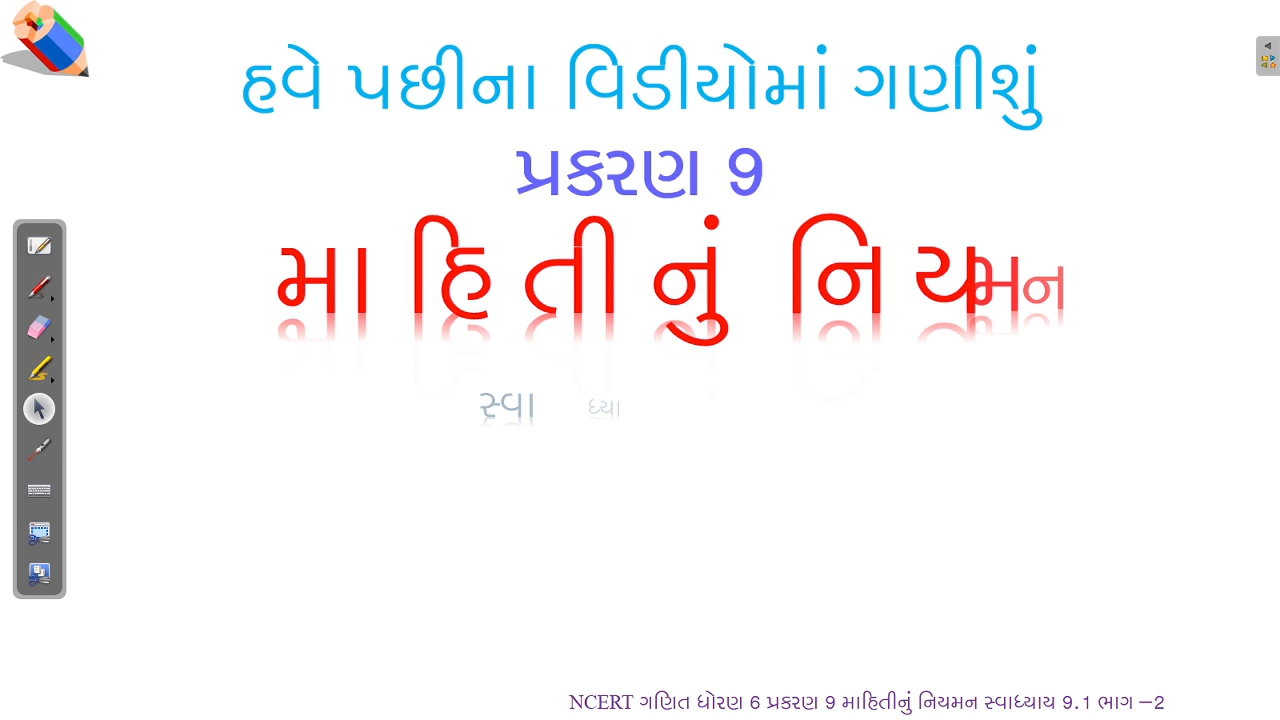 હવે પછીના વિડીયોમાં ગણીશું
પ્રકરણ 9
માહિતીનું નિયમન
સ્વાધ્યા
NCERT ગણિત ધોરણ 6 પ્રકરણ 9 માહિતીનું નિયમન સ્વાધ્યાય 9.1 ભાગ –2